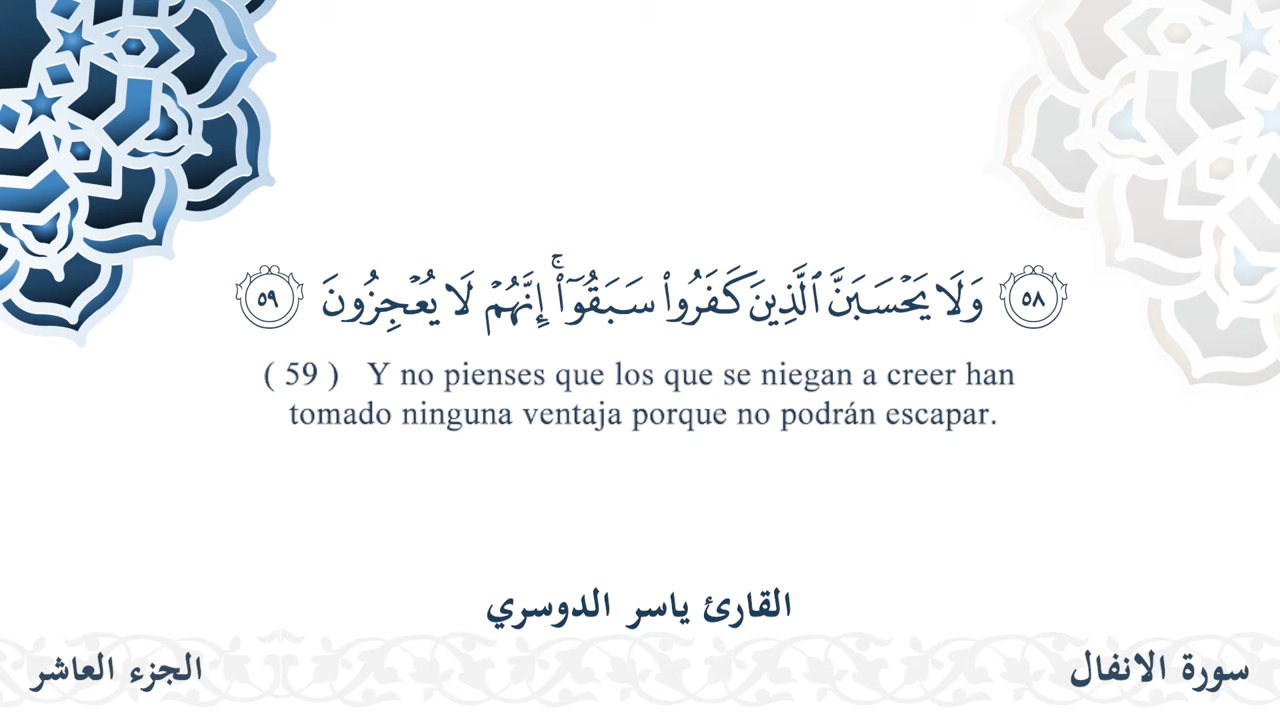 ٥٨ وَلَا يَحۡسَبَنَّ ٱلَّذِينَ كَفَرُواْ سَبَقُوٓاْۚ إِنَّهُمۡ لَا يُعۡجِزُونَ ٥٩
( 59 ) Y no pienses que los que se niegan a creer han
tomado ninguna ventaja porque no podrán escapar.
القارئ ياسر الدوسري
سورة الانفال
الجزء العاشر